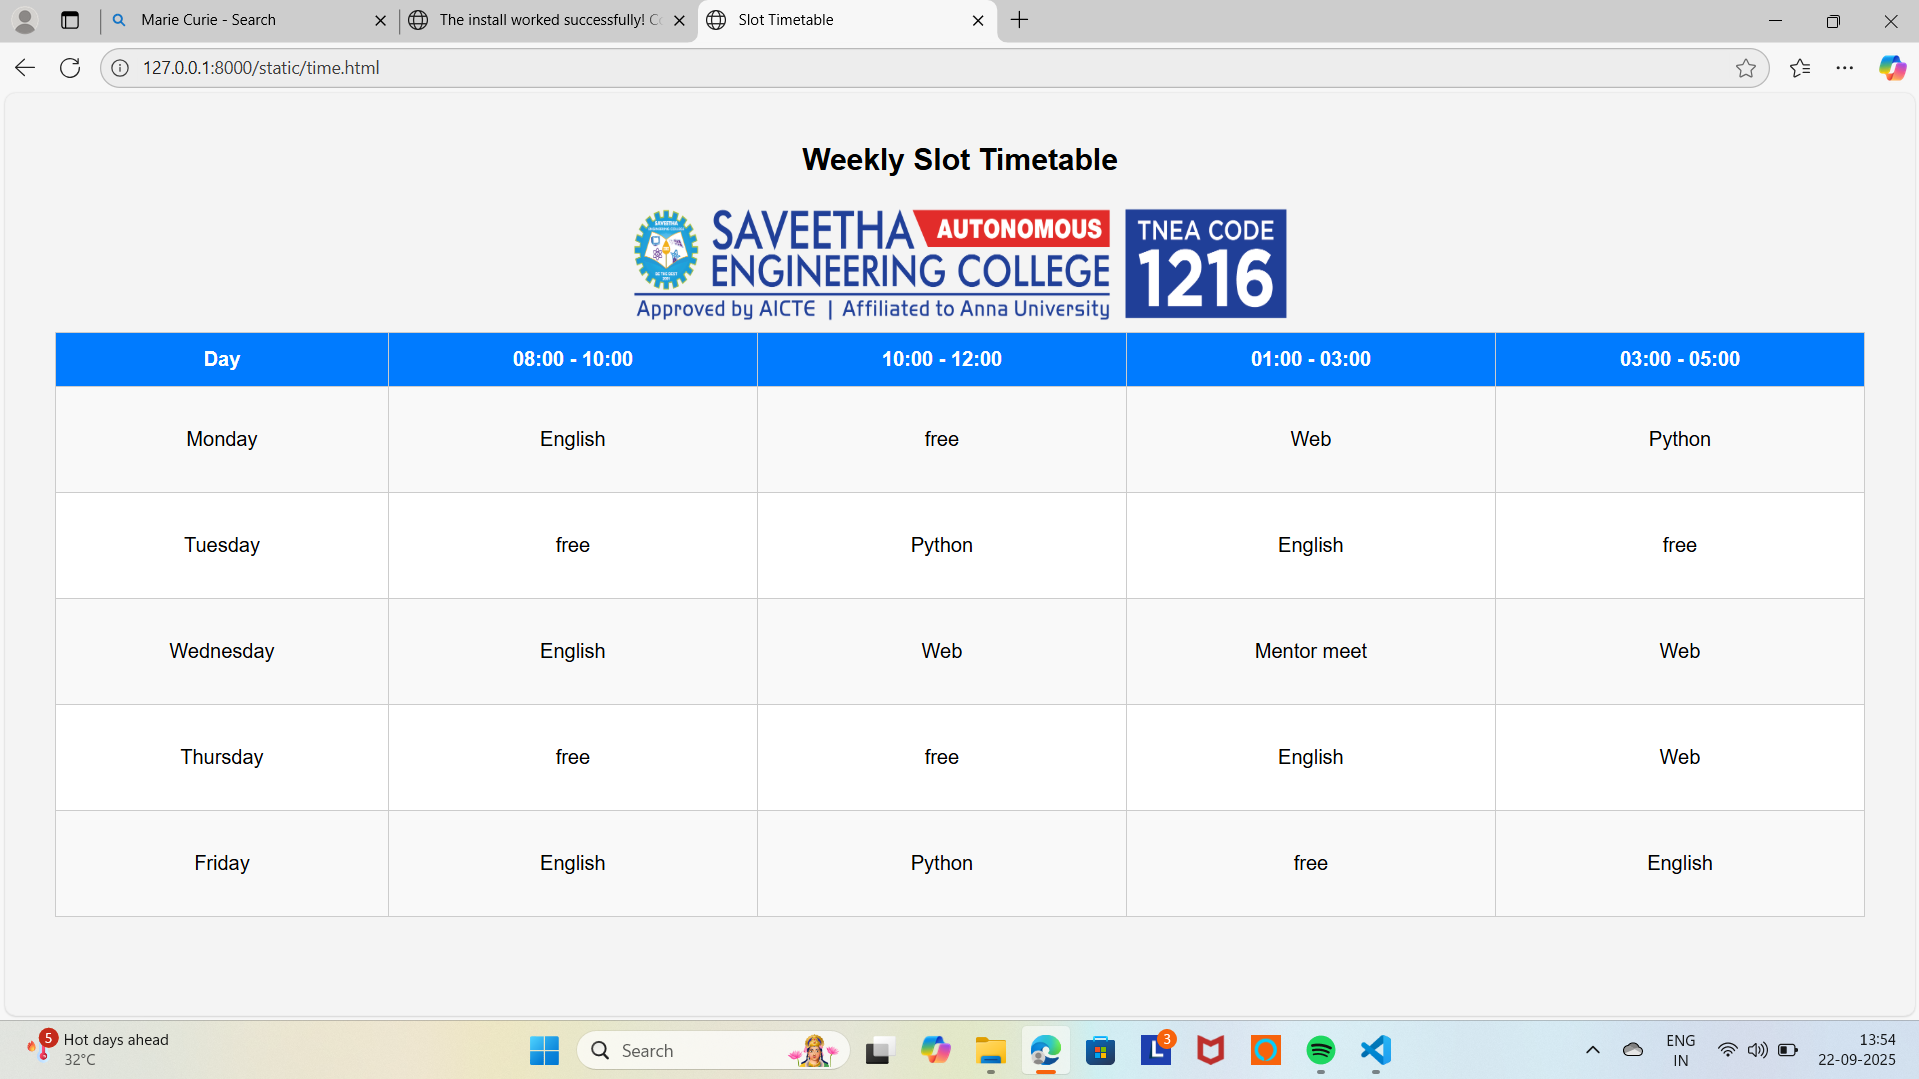 Marie Curie - Search
The install worked successfully! Co
Slot Timetable
127.0.0.1:8000/static/time.html
Weekly Slot Timetable
SAVEETHA AUTONOMOUS
ENGINEERING COLLEGE
Approved by AICTE | Affiliated to Anna University
TNEA CODE
1216
Day 08:00 - 10:00 10:00 - 12:00 01:00 - 03:00 03:00 - 05:00
Monday English free Web Python
Tuesday free Python English free
Wednesday English Web Mentor meet Web
Thursday free free English Web
Friday English Python free English
5
Hot days ahead
32°C
Search
L
3
ENG
IN
13:54
22-09-2025